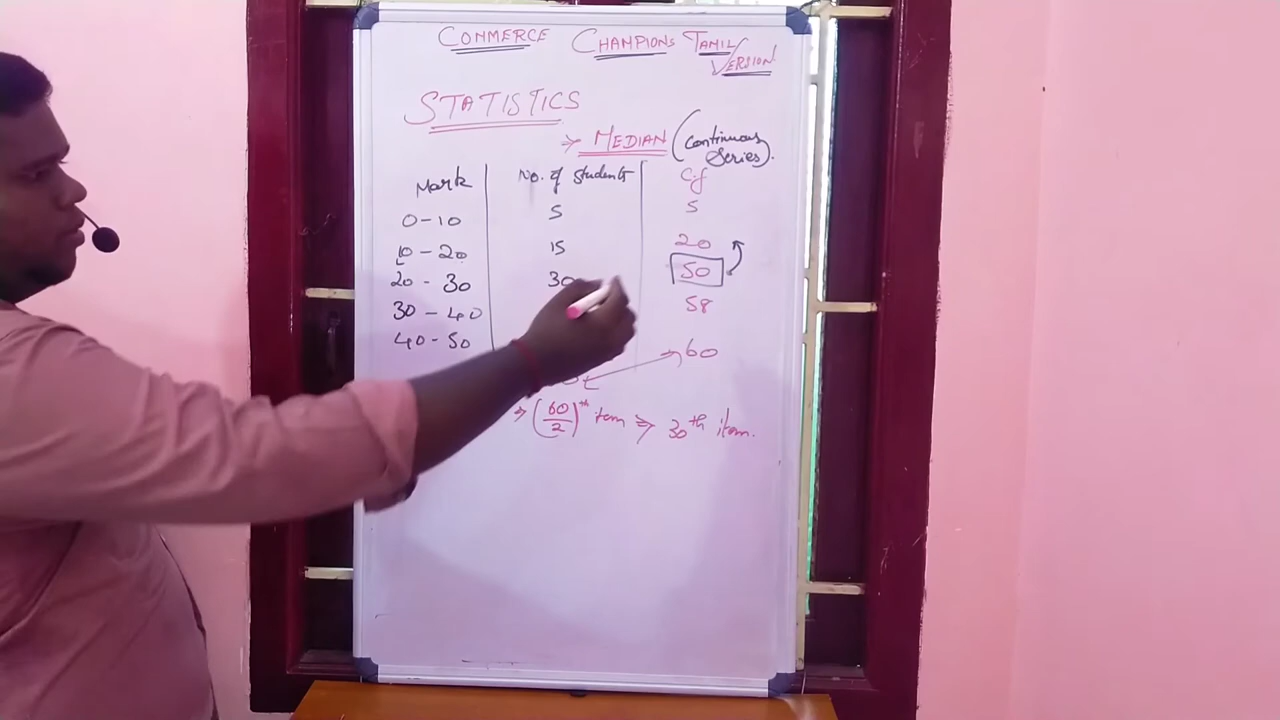 CONMERCE CHAMPIONS TAMIL VERSION
STATISTICS
⇒ MEDIAN (Continuous Series).
Mark No. of Students C.f
0-10 5 5
10-20 15 20
20-30 30 50
30-40 58
40-50 60
⇒ (60/2)th item ⇒ 30th item.